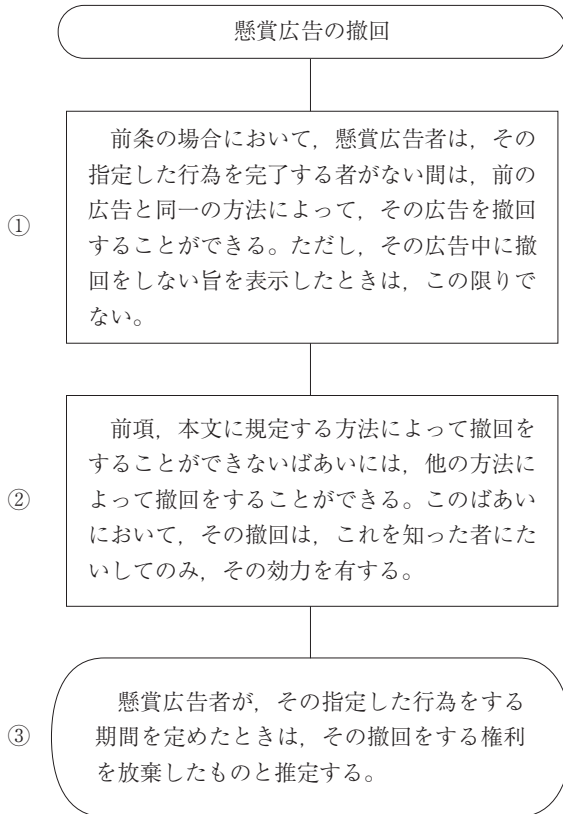 懸賞広告の撤回
①
前条の場合において，懸賞広告者は，その
指定した行為を完了する者がない間は，前の
広告と同一の方法によって，その広告を撤回
することができる。ただし，その広告中に撤
回をしない旨を表示したときは，この限りで
ない。
②
前項，本文に規定する方法によって撤回を
することができないばあいには，他の方法に
よって撤回をすることができる。このばあい
において，その撤回は，これを知った者にた
いしてのみ，その効力を有する。
③
懸賞広告者が，その指定した行為をする
期間を定めたときは，その撤回をする権利
を放棄したものと推定する。